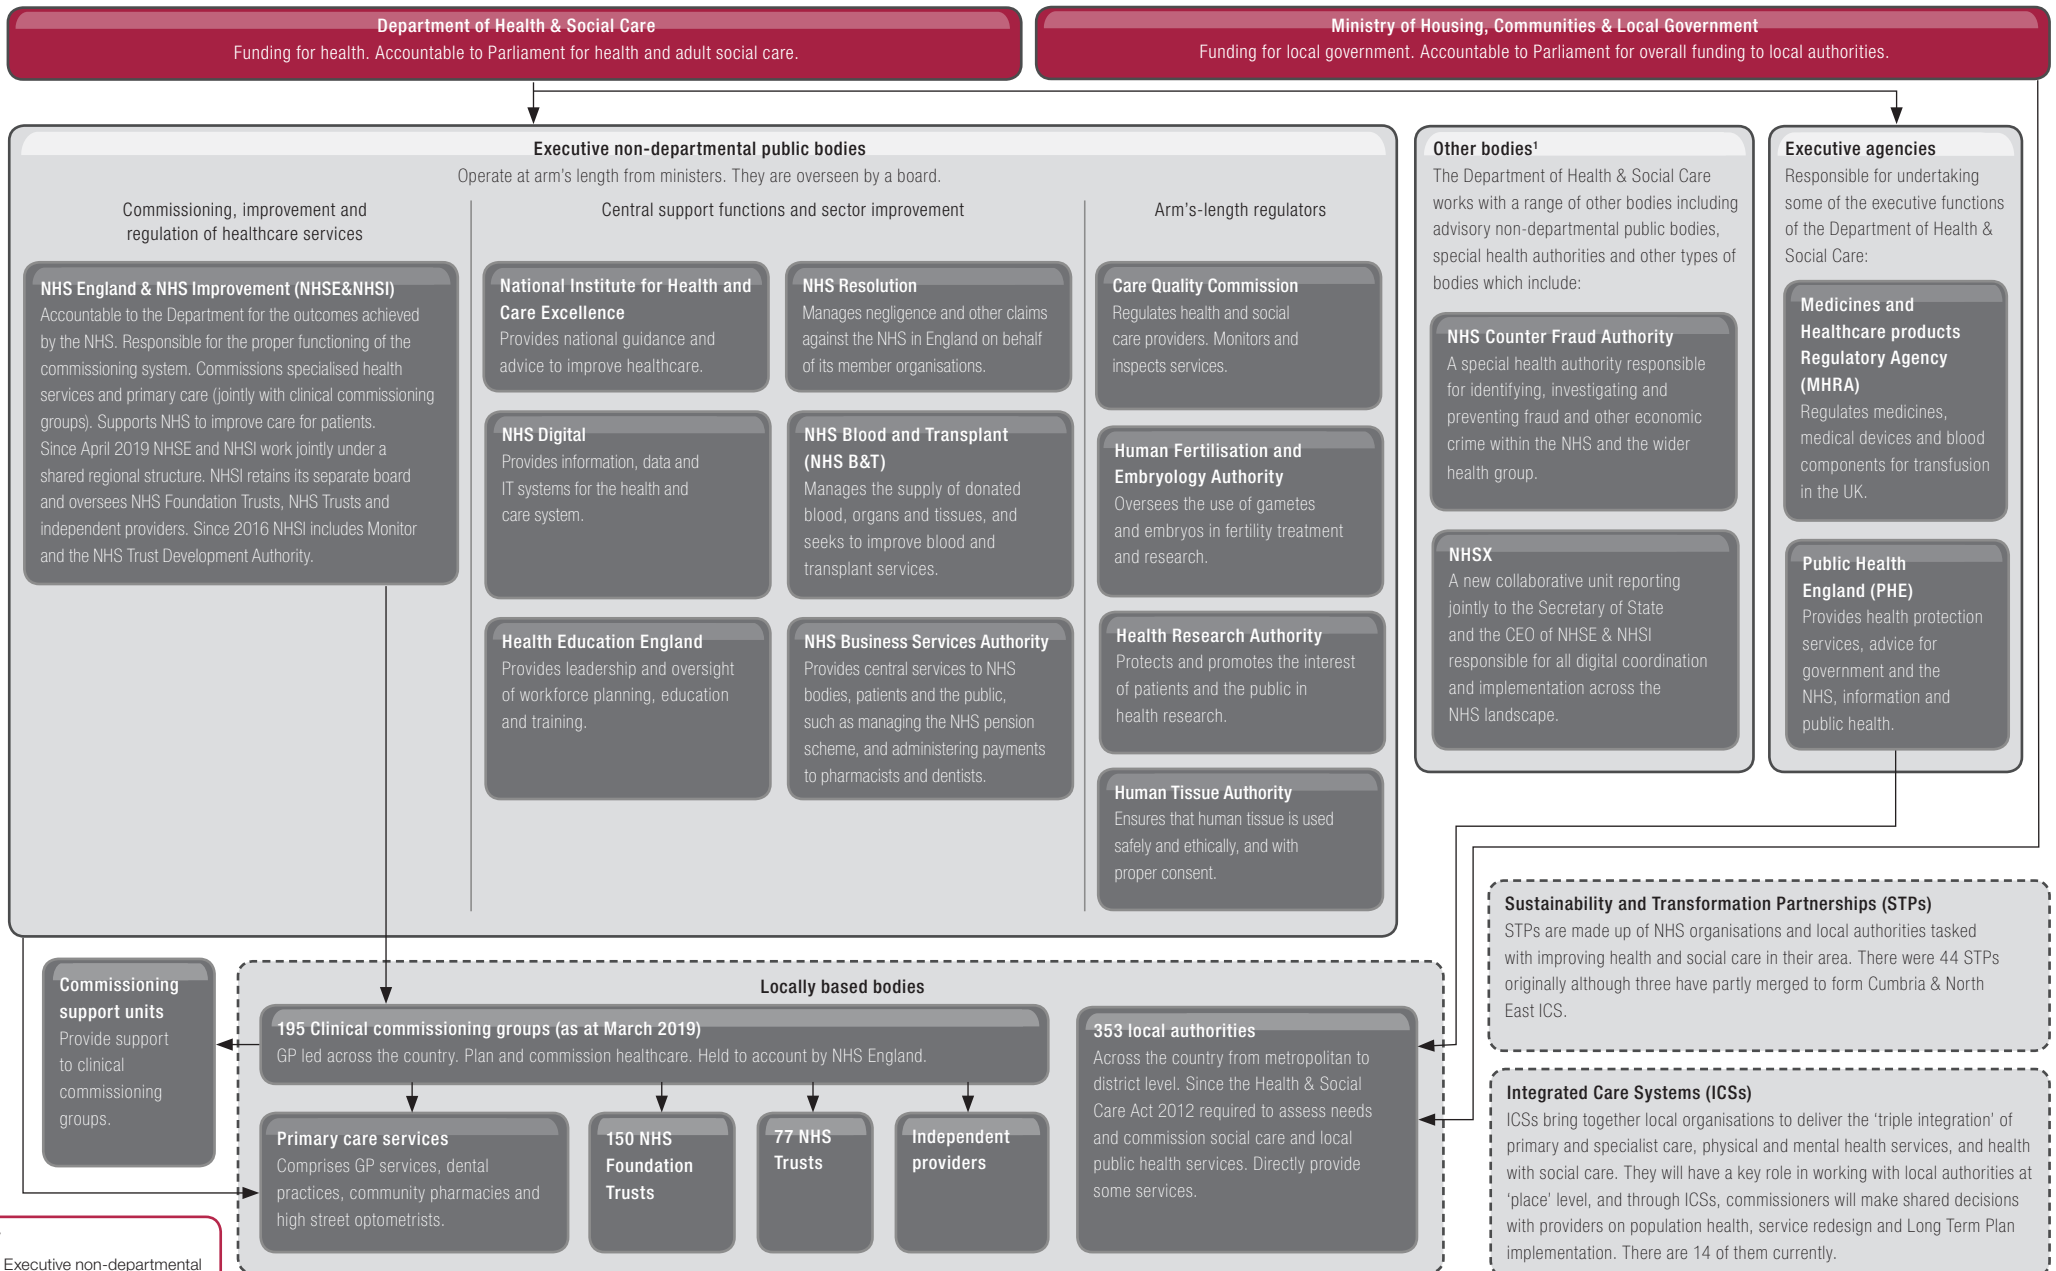 Department of Health & Social Care
Funding for health. Accountable to Parliament for health and adult social care.
Ministry of Housing, Communities & Local Government
Funding for local government. Accountable to Parliament for overall funding to local authorities.
Executive non-departmental public bodies
Operate at arm's length from ministers. They are overseen by a board.
Commissioning, improvement and
regulation of healthcare services
NHS England & NHS Improvement (NHSE&NHSI)
Accountable to the Department for the outcomes achieved
by the NHS. Responsible for the proper functioning of the
commissioning system. Commissions specialised health
services and primary care (jointly with clinical commissioning
groups). Supports NHS to improve care for patients.
Since April 2019 NHSE and NHSI work jointly under a
shared regional structure. NHSI retains its separate board
and oversees NHS Foundation Trusts, NHS Trusts and
independent providers. Since 2016 NHSI includes Monitor
and the NHS Trust Development Authority.
Central support functions and sector improvement
National Institute for Health and
Care Excellence
Provides national guidance and
advice to improve healthcare.
NHS Resolution
Manages negligence and other claims
against the NHS in England on behalf
of its member organisations.
NHS Digital
Provides information, data and
IT systems for the health and
care system.
NHS Blood and Transplant
(NHS B&T)
Manages the supply of donated
blood, organs and tissues, and
seeks to improve blood and
transplant services.
Health Education England
Provides leadership and oversight
of workforce planning, education
and training.
NHS Business Services Authority
Provides central services to NHS
bodies, patients and the public,
such as managing the NHS pension
scheme, and administering payments
to pharmacists and dentists.
Arm's-length regulators
Care Quality Commission
Regulates health and social
care providers. Monitors and
inspects services.
Human Fertilisation and
Embryology Authority
Oversees the use of gametes
and embryos in fertility treatment
and research.
Health Research Authority
Protects and promotes the interest
of patients and the public in
health research.
Human Tissue Authority
Ensures that human tissue is used
safely and ethically, and with
proper consent.
Other bodies¹
The Department of Health & Social Care
works with a range of other bodies including
advisory non-departmental public bodies,
special health authorities and other types of
bodies which include:
NHS Counter Fraud Authority
A special health authority responsible
for identifying, investigating and
preventing fraud and other economic
crime within the NHS and the wider
health group.
NHSX
A new collaborative unit reporting
jointly to the Secretary of State
and the CEO of NHSE & NHSI
responsible for all digital coordination
and implementation across the
NHS landscape.
Executive agencies
Responsible for undertaking
some of the executive functions
of the Department of Health &
Social Care:
Medicines and
Healthcare products
Regulatory Agency
(MHRA)
Regulates medicines,
medical devices and blood
components for transfusion
in the UK.
Public Health
England (PHE)
Provides health protection
services, advice for
government and the
NHS, information and
public health.
Sustainability and Transformation Partnerships (STPs)
STPs are made up of NHS organisations and local authorities tasked
with improving health and social care in their area. There were 44 STPs
originally although three have partly merged to form Cumbria & North
East ICS.
Integrated Care Systems (ICSs)
ICSs bring together local organisations to deliver the ‘triple integration’ of
primary and specialist care, physical and mental health services, and health
with social care. They will have a key role in working with local authorities at
‘place’ level, and through ICSs, commissioners will make shared decisions
with providers on population health, service redesign and Long Term Plan
implementation. There are 14 of them currently.
Commissioning
support units
Provide support
to clinical
commissioning
groups.
Locally based bodies
195 Clinical commissioning groups (as at March 2019)
GP led across the country. Plan and commission healthcare. Held to account by NHS England.
Primary care services
Comprises GP services, dental
practices, community pharmacies and
high street optometrists.
150 NHS
Foundation
Trusts
77 NHS
Trusts
Independent
providers
353 local authorities
Across the country from metropolitan to
district level. Since the Health & Social
Care Act 2012 required to assess needs
and commission social care and local
public health services. Directly provide
some services.
Executive non-departmental